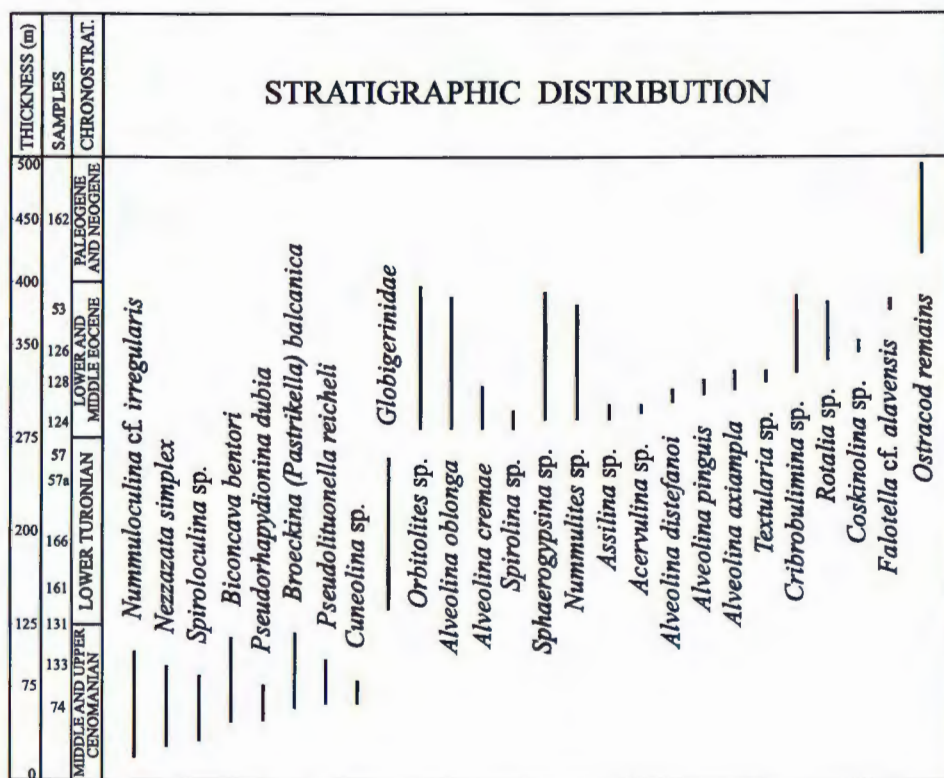 THICKNESS (m)
SAMPLES
CHRONOSTRAT.
STRATIGRAPHIC DISTRIBUTION
500
450
400
350
275
200
125
75
0
162
53
126
128
124
57
57a
166
161
131
133
74
PALEOGENE
AND NEOGENE
LOWER AND
MIDDLE EOCENE
LOWER TURONIAN
MIDDLE AND UPPER
CENOMANIAN
Nummuloculina cf. irregularis
Nezzazata simplex
Spiroloculina sp.
Biconcava bentori
Pseudorhapydionina dubia
Broeckina (Pastrikella) balcanica
Pseudolituonella reicheli
Cuneolina sp.
Globigerinidae
Orbitolites sp.
Alveolina oblonga
Alveolina cremae
Spirolina sp.
Sphaerogypsina sp.
Nummulites sp.
Assilina sp.
Acervulina sp.
Alveolina distefanoi
Alveolina pinguis
Alveolina axiampla
Textularia sp.
Cribrobulimina sp.
Rotalia sp.
Coskinolina sp.
Falotella cf. alavensis
Ostracod remains